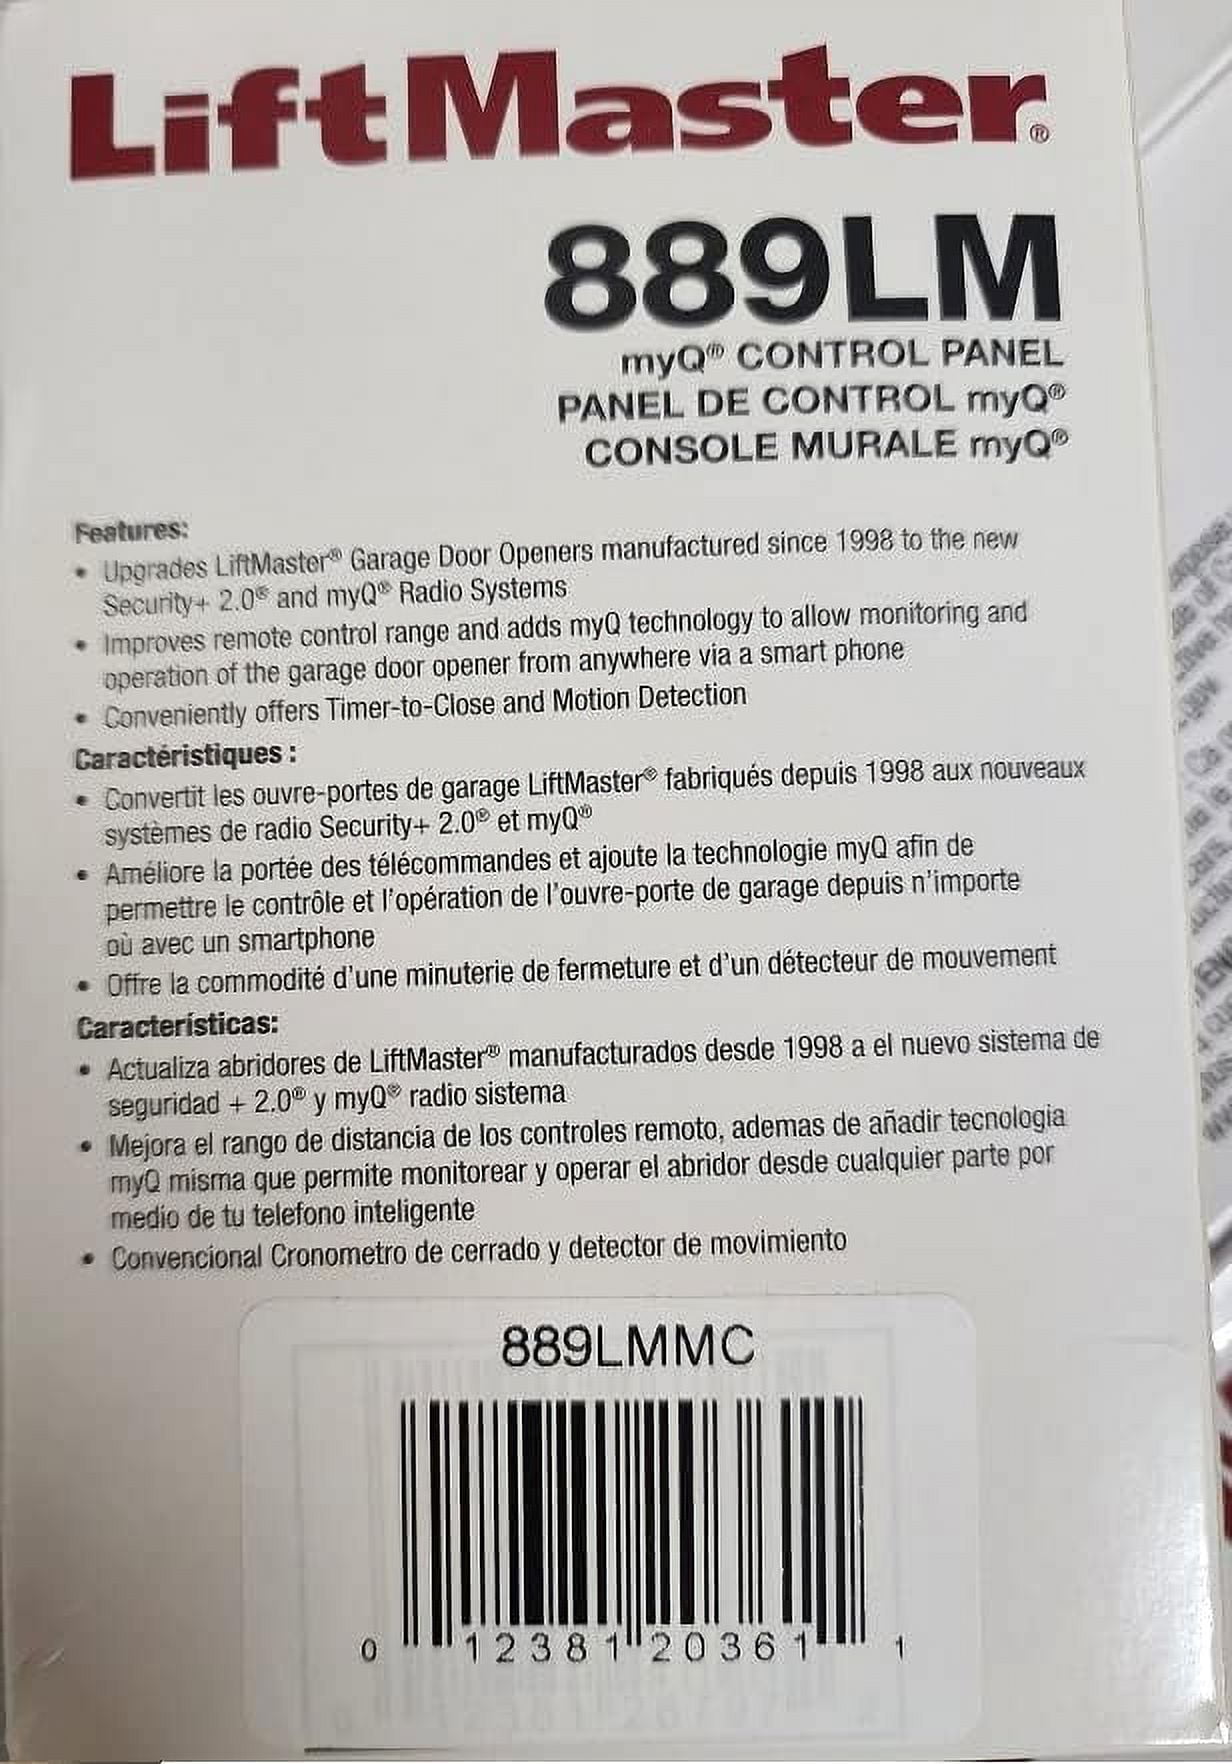 LiftMaster®
889LM
myQ® CONTROL PANEL
PANEL DE CONTROL myQ®
CONSOLE MURALE myQ®
Features:
• Upgrades LiftMaster® Garage Door Openers manufactured since 1998 to the new
Security+ 2.0® and myQ® Radio Systems
• Improves remote control range and adds myQ technology to allow monitoring and
operation of the garage door opener from anywhere via a smart phone
• Conveniently offers Timer-to-Close and Motion Detection
Caractéristiques :
• Convertit les ouvre-portes de garage LiftMaster® fabriqués depuis 1998 aux nouveaux
systèmes de radio Security+ 2.0® et myQ®
• Améliore la portée des télécommandes et ajoute la technologie myQ afin de
permettre le contrôle et l'opération de l'ouvre-porte de garage depuis n'importe
où avec un smartphone
• Offre la commodité d'une minuterie de fermeture et d'un détecteur de mouvement
Características:
• Actualiza abridores de LiftMaster® manufacturados desde 1998 a el nuevo sistema de
seguridad + 2.0® y myQ® radio sistema
• Mejora el rango de distancia de los controles remoto, ademas de añadir tecnologia
myQ misma que permite monitorear y operar el abridor desde cualquier parte por
medio de tu telefono inteligente
• Convencional Cronometro de cerrado y detector de movimiento
889LMMC
0 12381 20361 1